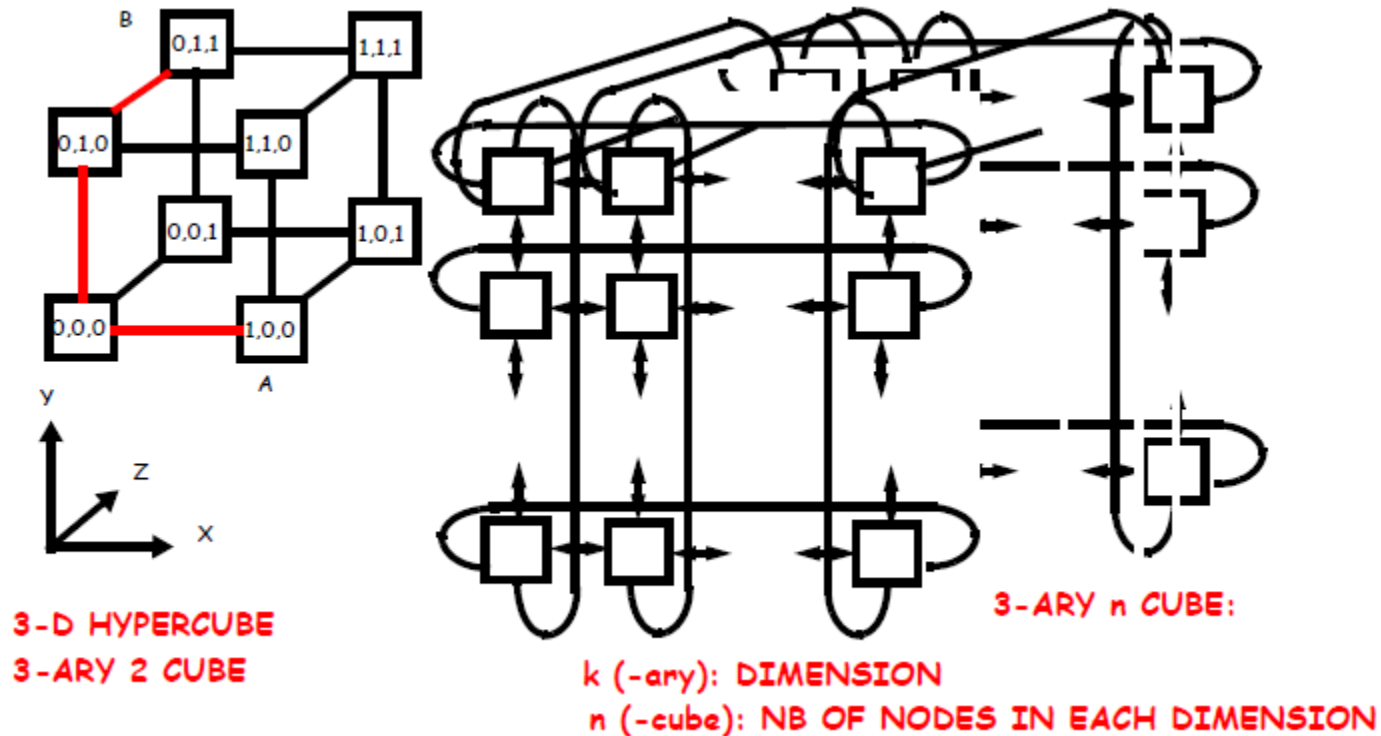 B
0,1,1
1,1,1
0,1,0
1,1,0
0,0,1
1,0,1
0,0,0
1,0,0
A
Y
Z
X
3-D HYPERCUBE
3-ARY 2 CUBE
3-ARY n CUBE:
k (-ary): DIMENSION
n (-cube): NB OF NODES IN EACH DIMENSION